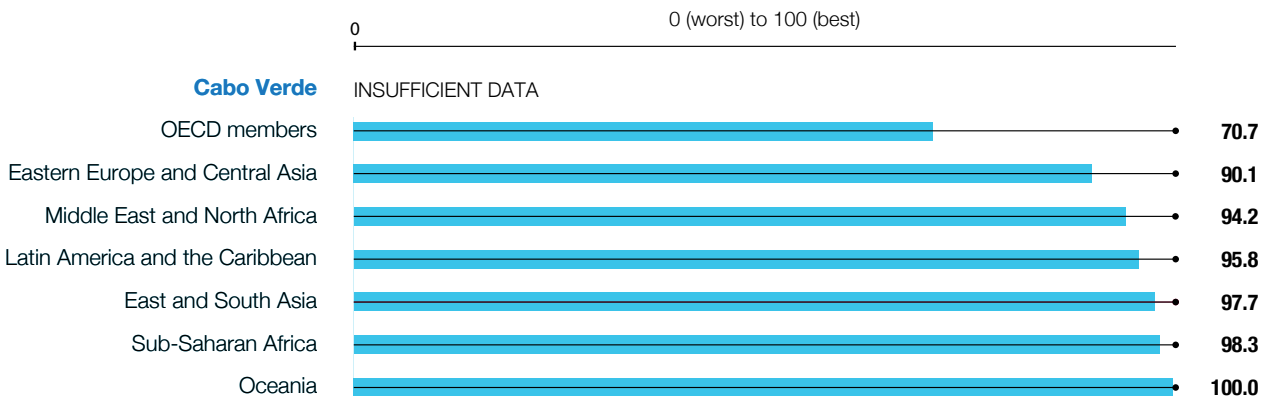 0 (worst) to 100 (best)
0
Cabo Verde INSUFFICIENT DATA
OECD members 70.7
Eastern Europe and Central Asia 90.1
Middle East and North Africa 94.2
Latin America and the Caribbean 95.8
East and South Asia 97.7
Sub-Saharan Africa 98.3
Oceania 100.0